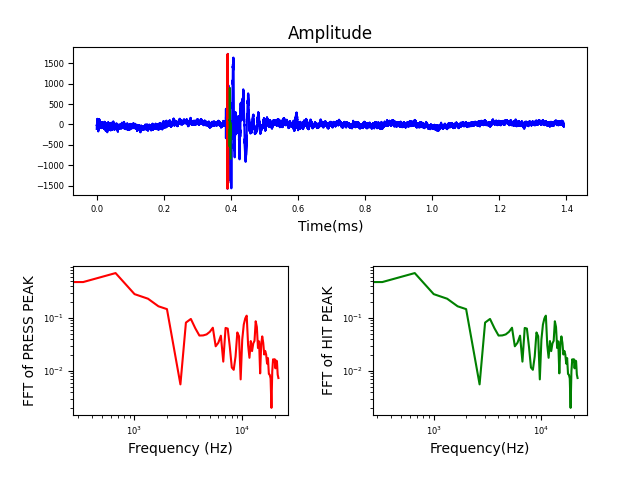 Amplitude
1500
1000
500
0
−500
−1000
−1500
0.0 0.2 0.4 0.6 0.8 1.0 1.2 1.4
Time(ms)
FFT of PRESS PEAK
10⁻¹
10⁻²
10³ 10⁴
Frequency (Hz)
FFT of HIT PEAK
10⁻¹
10⁻²
10³ 10⁴
Frequency(Hz)